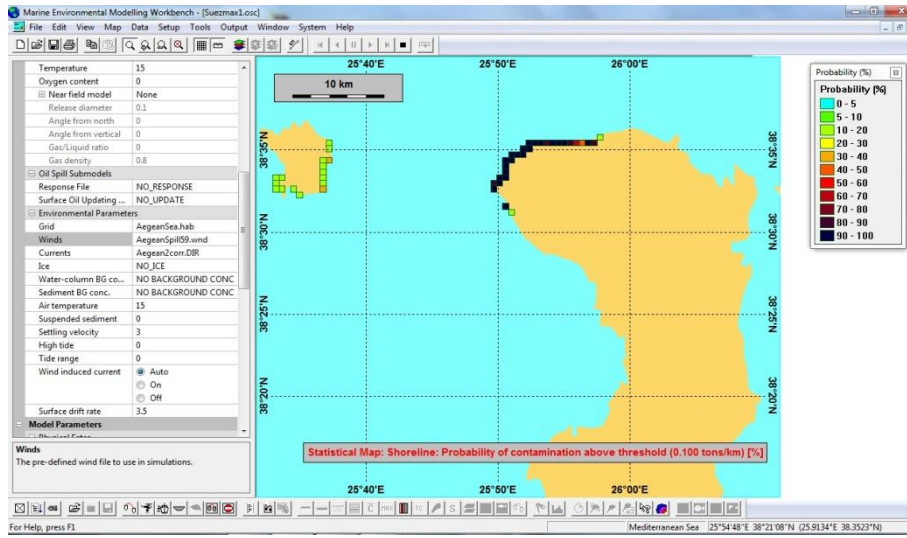 Marine Environmental Modelling Workbench - [Suezmax1.osc]
File Edit View Map Data Setup Tools Output Window System Help
Temperature 15
Oxygen content 0
Near field model None
Release diameter 0.1
Angle from north 0
Angle from vertical 0
Gas/Liquid ratio 0
Gas density 0.8
Oil Spill Submodels
Response File NO_RESPONSE
Surface Oil Updating ... NO_UPDATE
Environmental Parameters
Grid AegeanSea.hab
Winds AegeanSpill59.wnd
Currents Aegean2corr.DIR
Ice NO_ICE
Water-column BG co... NO BACKGROUND CONC
Sediment BG conc. NO BACKGROUND CONC
Air temperature 15
Suspended sediment 0
Settling velocity 3
High tide 0
Tide range 0
Wind induced current Auto
On
Off
Surface drift rate 3.5
Model Parameters
Winds
The pre-defined wind file to use in simulations.
25°40'E 25°50'E 26°00'E
10 km
38°35'N 38°35'N
38°30'N 38°30'N
38°25'N 38°25'N
38°20'N 38°20'N
Statistical Map: Shoreline: Probability of contamination above threshold (0.100 tons/km) [%]
25°40'E 25°50'E 26°00'E
Probability (%)
Probability (%)
0 - 5
5 - 10
10 - 20
20 - 30
30 - 40
40 - 50
50 - 60
60 - 70
70 - 80
80 - 90
90 - 100
For Help, press F1
Mediterranean Sea 25°54'48"E 38°21'08"N (25.9134°E 38.3523°N)